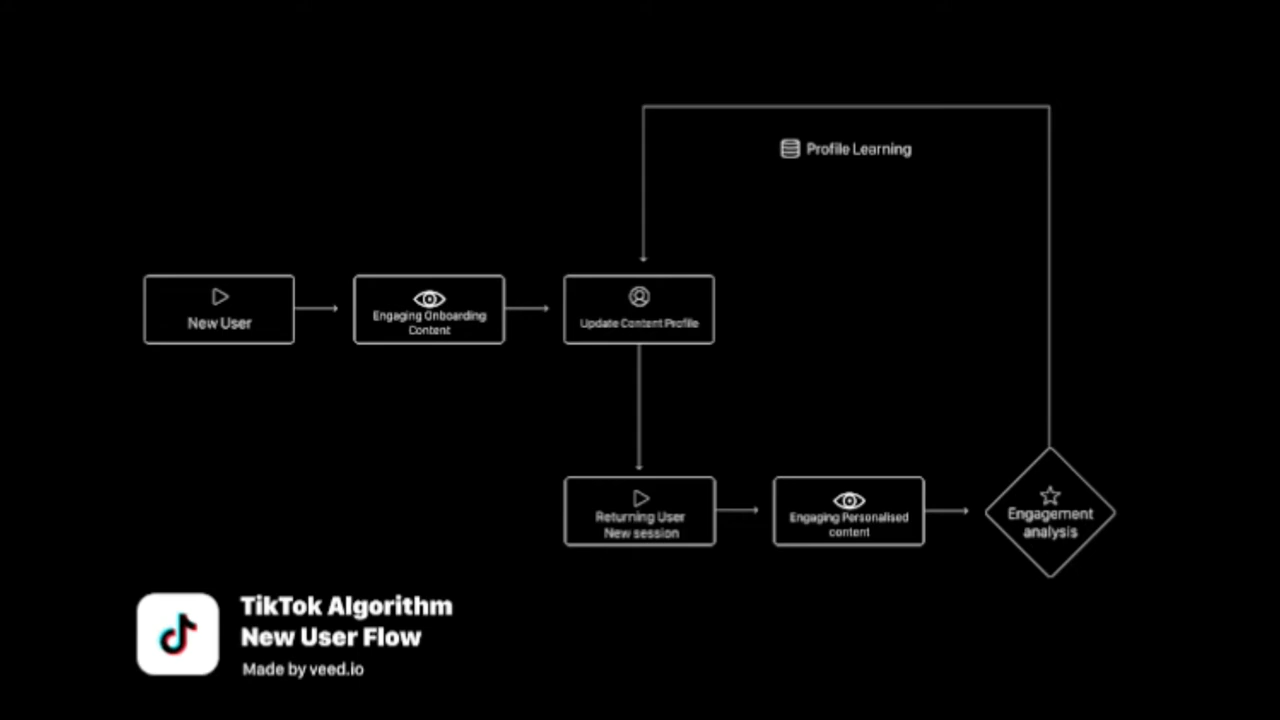 Profile Learning
New User
Engaging Onboarding
Content
Update Content Profile
Returning User
New session
Engaging Personalised
content
Engagement
analysis
TikTok Algorithm
New User Flow
Made by veed.io